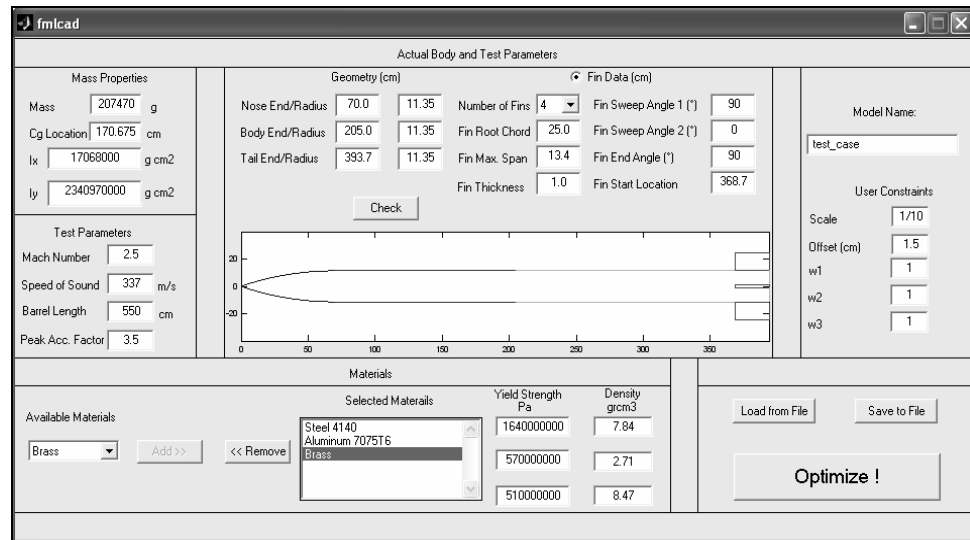 fmlcad
Actual Body and Test Parameters
Mass Properties
Mass 207470 g
Cg Location 170.675 cm
Ix 17068000 g cm2
Iy 2340970000 g cm2
Test Parameters
Mach Number 2.5
Speed of Sound 337 m/s
Barrel Length 550 cm
Peak Acc. Factor 3.5
Geometry (cm)
Nose End/Radius 70.0 11.35
Body End/Radius 205.0 11.35
Tail End/Radius 393.7 11.35
Check
Fin Data (cm)
Number of Fins 4 Fin Sweep Angle 1 (°) 90
Fin Root Chord 25.0 Fin Sweep Angle 2 (°) 0
Fin Max. Span 13.4 Fin End Angle (°) 90
Fin Thickness 1.0 Fin Start Location 368.7
20
0
-20
0 50 100 150 200 250 300 350
Model Name:
test_case
User Constraints
Scale 1/10
Offset (cm) 1.5
w1 1
w2 1
w3 1
Materials
Available Materials
Brass
Add >>
<< Remove
Selected Materails
Steel 4140
Aluminum 7075T6
Brass
Yield Strength
Pa
1640000000
570000000
510000000
Density
grcm3
7.84
2.71
8.47
Load from File
Save to File
Optimize !